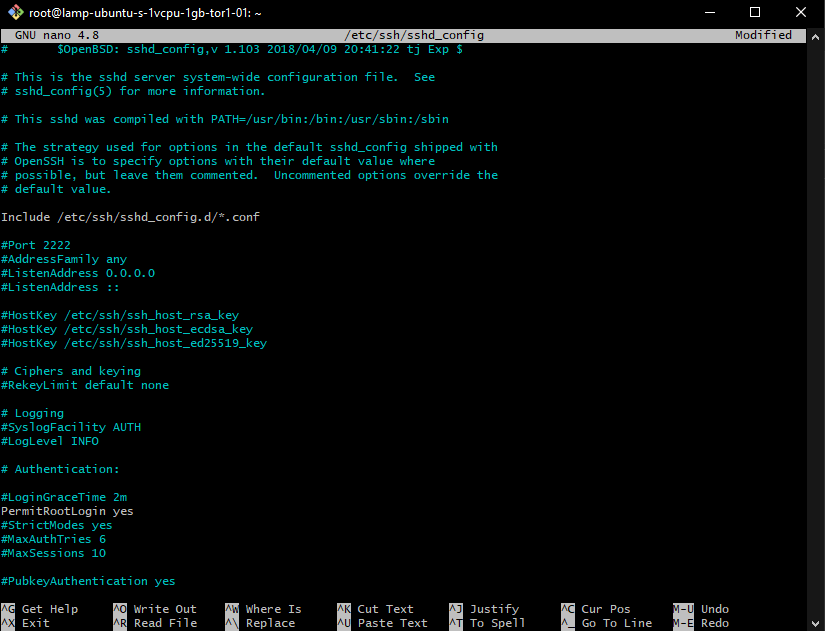 root@lamp-ubuntu-s-1vcpu-1gb-tor1-01: ~
GNU nano 4.8 /etc/ssh/sshd_config Modified
# $OpenBSD: sshd_config,v 1.103 2018/04/09 20:41:22 tj Exp $
# This is the sshd server system-wide configuration file. See
# sshd_config(5) for more information.
# This sshd was compiled with PATH=/usr/bin:/bin:/usr/sbin:/sbin
# The strategy used for options in the default sshd_config shipped with
# OpenSSH is to specify options with their default value where
# possible, but leave them commented. Uncommented options override the
# default value.
Include /etc/ssh/sshd_config.d/*.conf
#Port 2222
#AddressFamily any
#ListenAddress 0.0.0.0
#ListenAddress ::
#HostKey /etc/ssh/ssh_host_rsa_key
#HostKey /etc/ssh/ssh_host_ecdsa_key
#HostKey /etc/ssh/ssh_host_ed25519_key
# Ciphers and keying
#RekeyLimit default none
# Logging
#SyslogFacility AUTH
#LogLevel INFO
# Authentication:
#LoginGraceTime 2m
PermitRootLogin yes
#StrictModes yes
#MaxAuthTries 6
#MaxSessions 10
#PubkeyAuthentication yes
^G Get Help ^O Write Out ^W Where Is ^K Cut Text ^J Justify ^C Cur Pos M-U Undo
^X Exit ^R Read File ^\ Replace ^U Paste Text ^T To Spell ^_ Go To Line M-E Redo